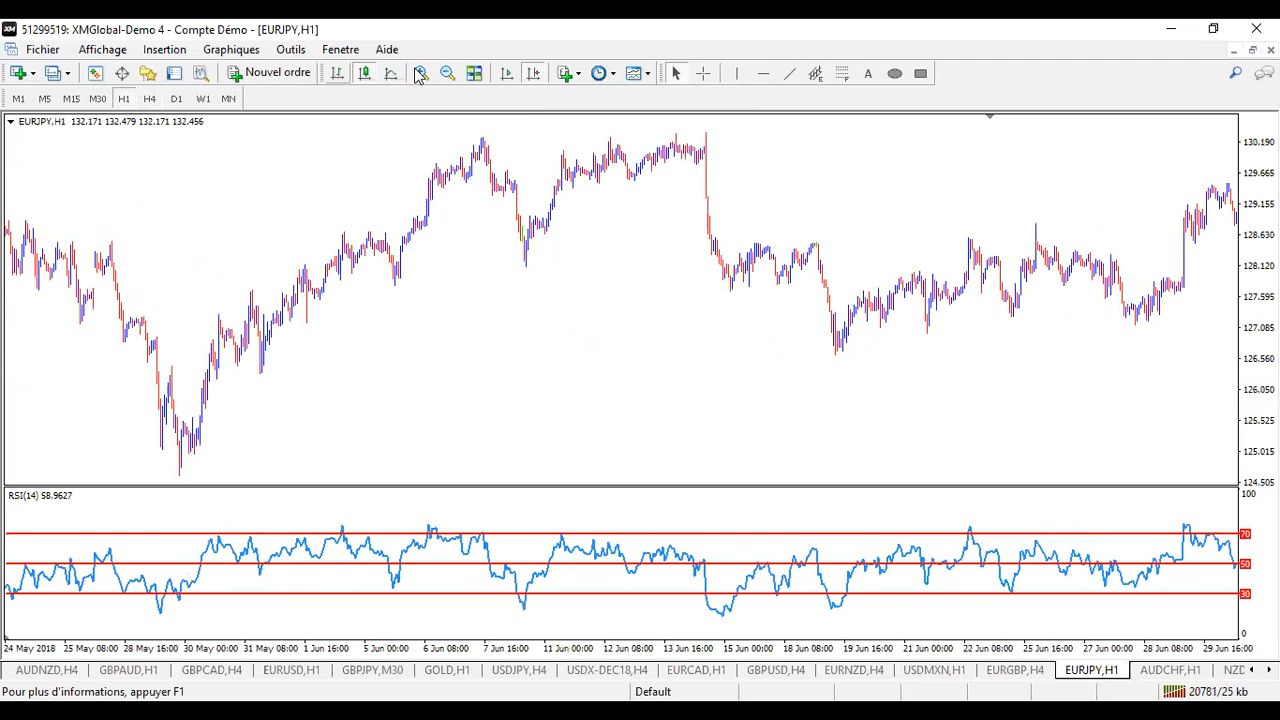 51299519: XMGlobal-Demo 4 - Compte Démo - [EURJPY,H1]
Fichier Affichage Insertion Graphiques Outils Fenetre Aide
Nouvel ordre
M1 M5 M15 M30 H1 H4 D1 W1 MN
EURJPY,H1 132.171 132.479 132.171 132.456
130.190
129.665
129.155
128.630
128.120
127.595
127.085
126.560
126.050
125.525
125.015
124.505
RSI(14) 58.9627
100
70
50
30
0
24 May 2018 25 May 08:00 28 May 16:00 30 May 00:00 31 May 08:00 1 Jun 16:00 5 Jun 00:00 6 Jun 08:00 7 Jun 16:00 11 Jun 00:00 12 Jun 08:00 13 Jun 16:00 15 Jun 00:00 18 Jun 08:00 19 Jun 16:00 21 Jun 00:00 22 Jun 08:00 25 Jun 16:00 27 Jun 00:00 28 Jun 08:00 29 Jun 16:00
AUDNZD,H4 GBPAUD,H1 GBPCAD,H4 EURUSD,H1 GBPJPY,M30 GOLD,H1 USDJPY,H4 USDX-DEC18,H4 EURCAD,H1 GBPUSD,H4 EURNZD,H4 USDMXN,H1 EURGBP,H4 EURJPY,H1 AUDCHF,H1 NZD
Pour plus d'informations, appuyer F1 Default 20781/25 kb